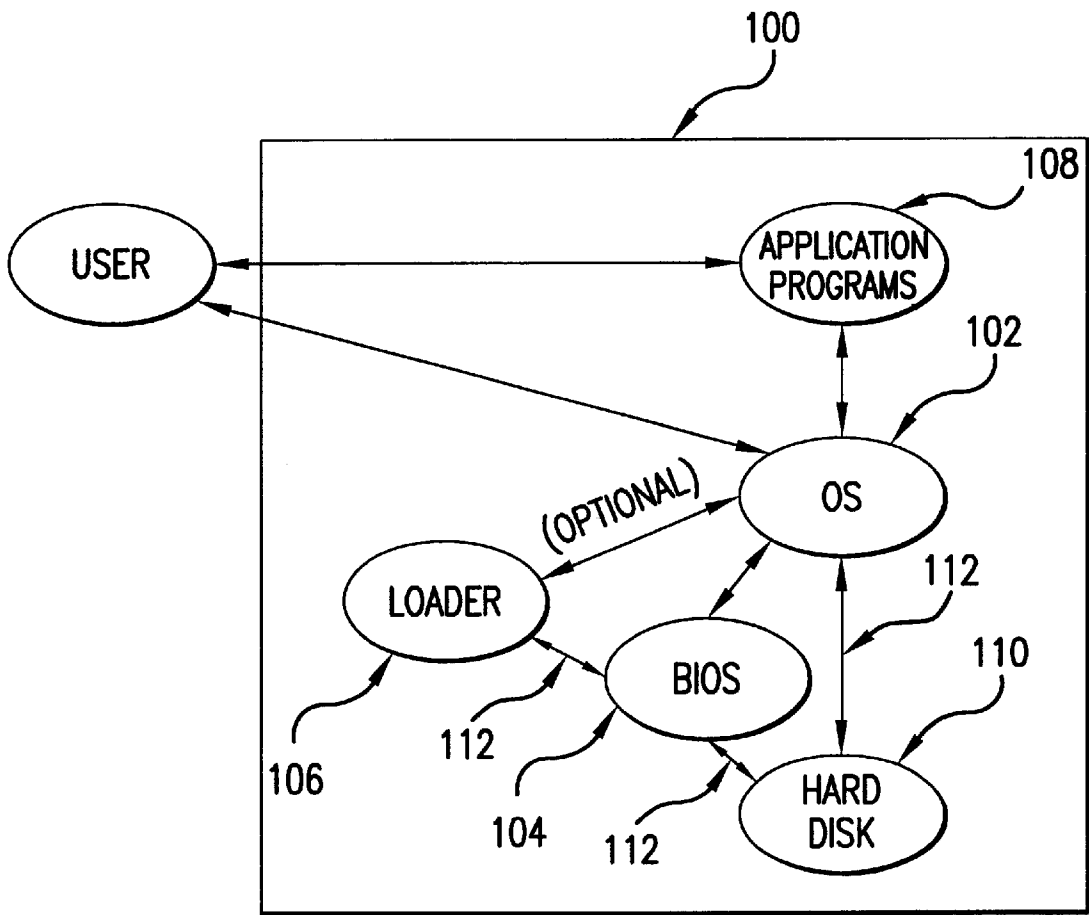 100
108
USER
APPLICATION
PROGRAMS
102
(OPTIONAL)
OS
112
LOADER
110
BIOS
112
106
104
112
HARD
DISK